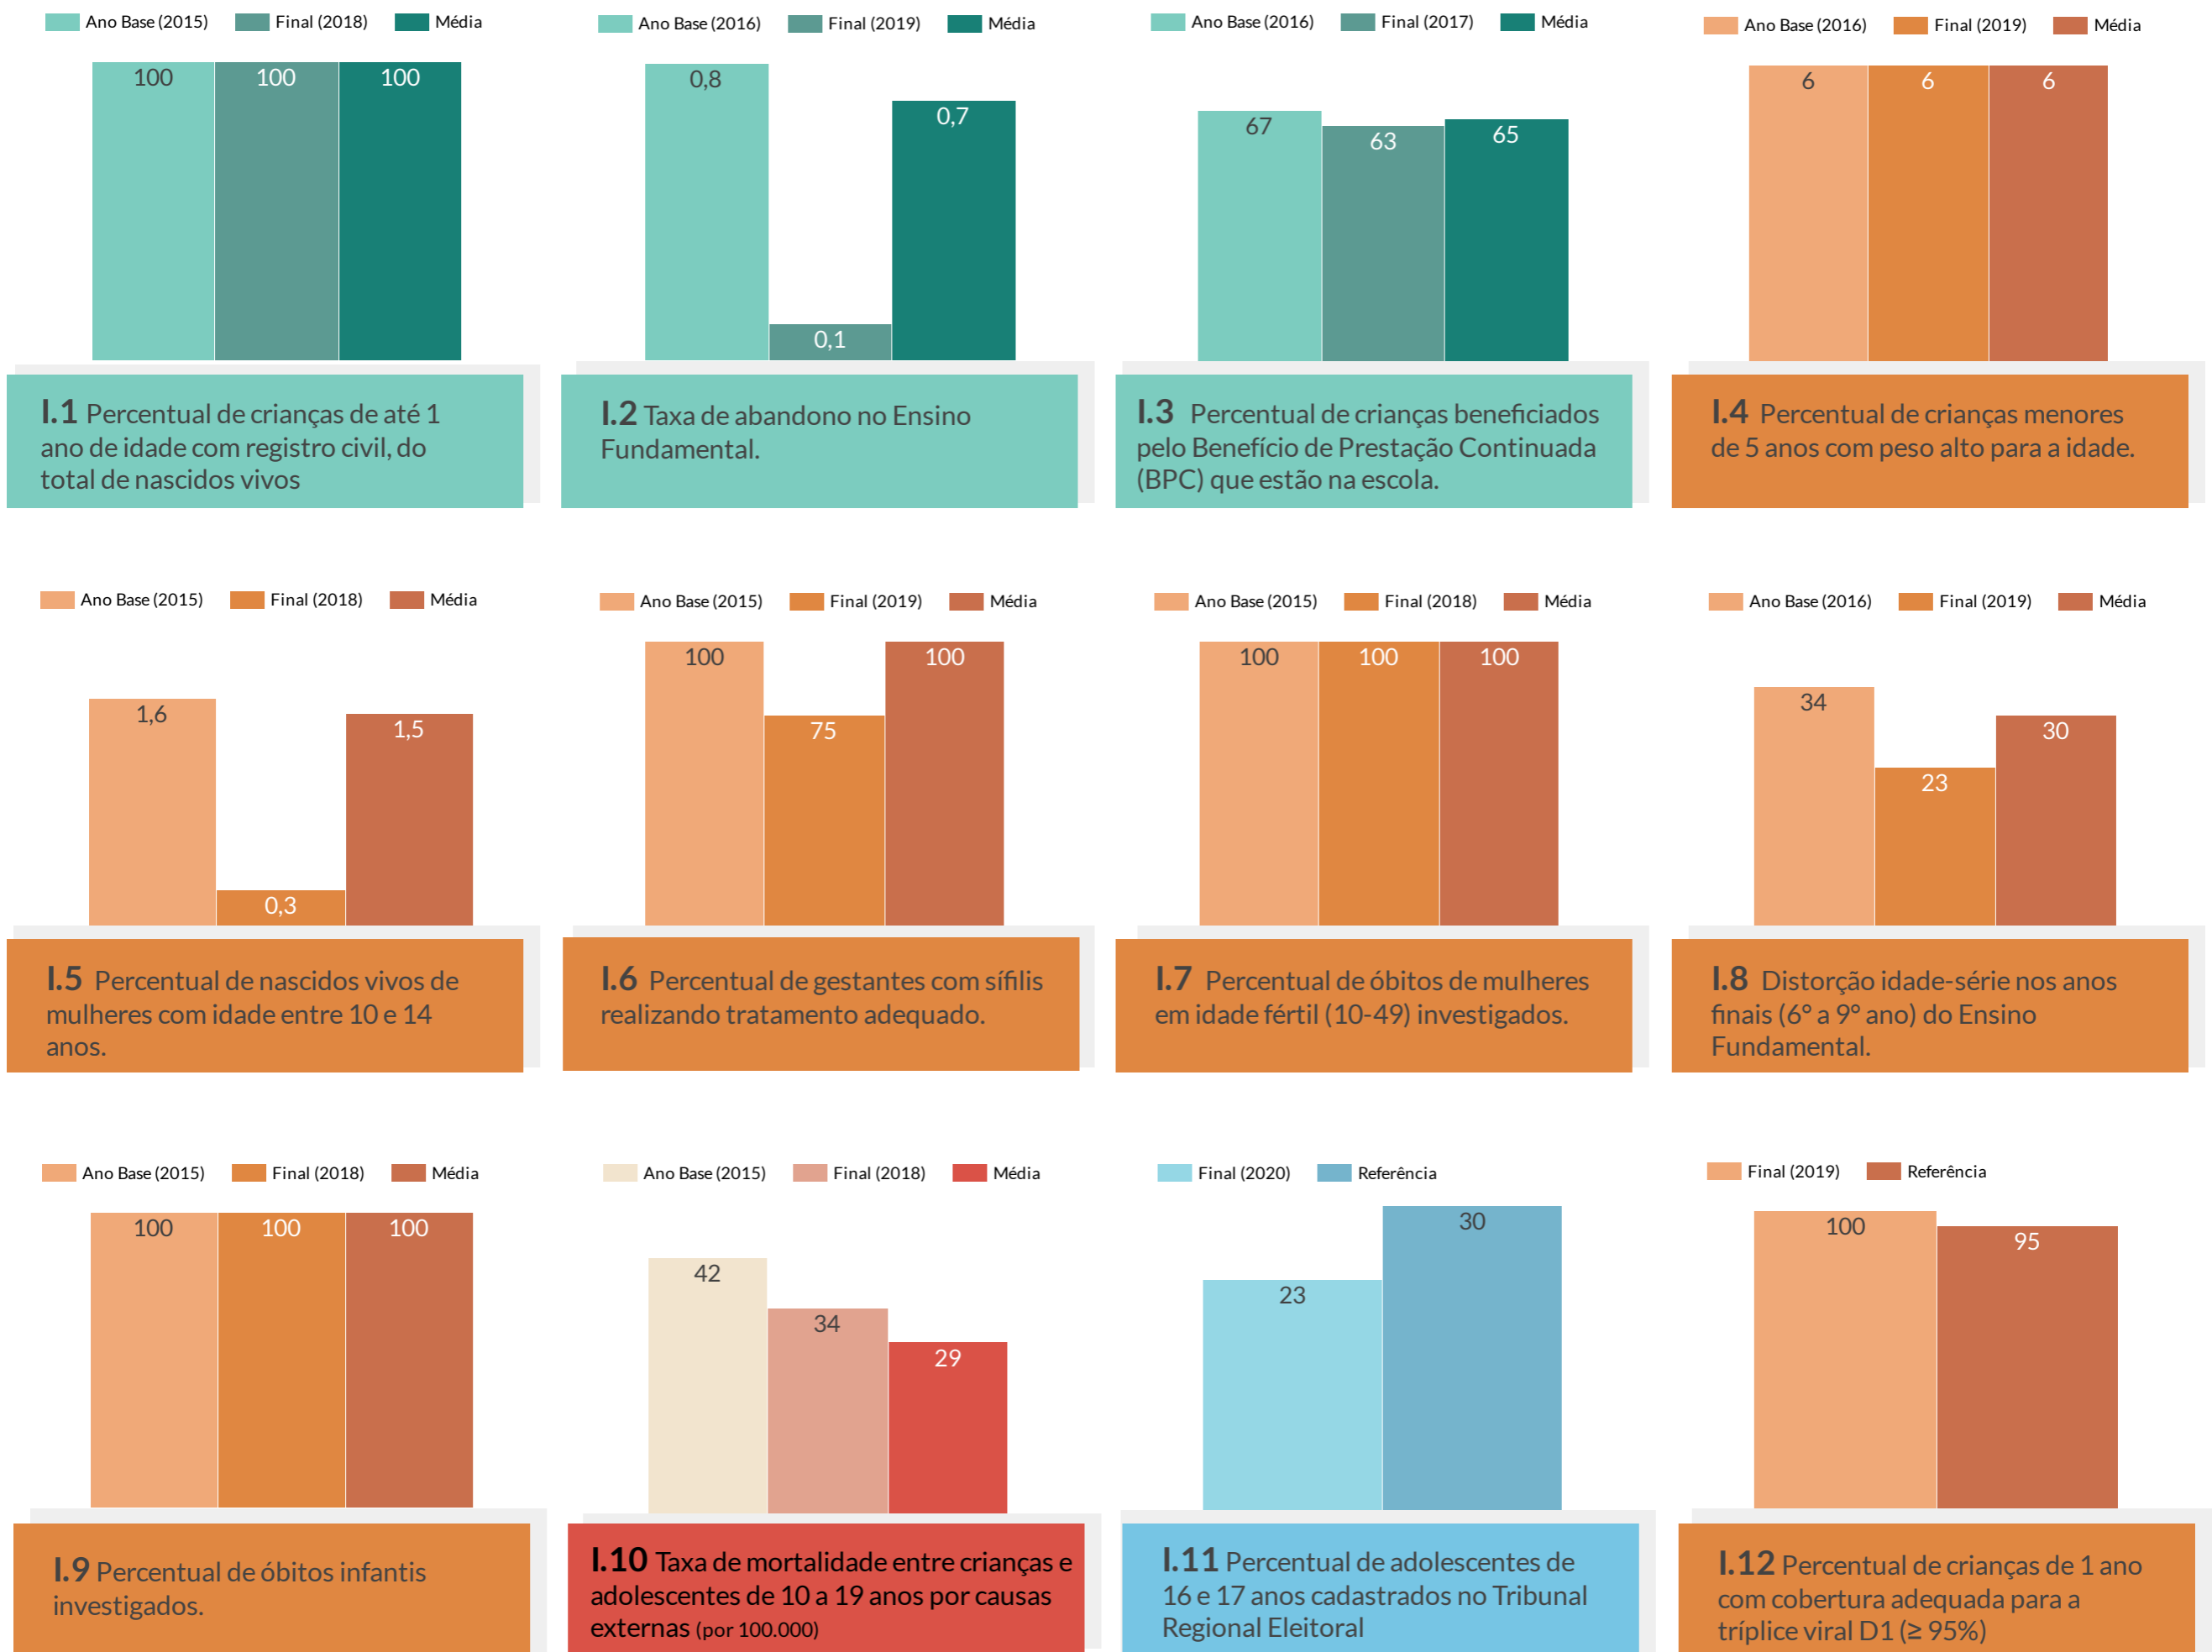 Ano Base (2015) Final (2018) Média
100 100 100
I.1 Percentual de crianças de até 1
ano de idade com registro civil, do
total de nascidos vivos
Ano Base (2016) Final (2019) Média
0,8 0,1 0,7
I.2 Taxa de abandono no Ensino
Fundamental.
Ano Base (2016) Final (2017) Média
67 63 65
I.3 Percentual de crianças beneficiados
pelo Benefício de Prestação Continuada
(BPC) que estão na escola.
Ano Base (2016) Final (2019) Média
6 6 6
I.4 Percentual de crianças menores
de 5 anos com peso alto para a idade.
Ano Base (2015) Final (2018) Média
1,6 0,3 1,5
I.5 Percentual de nascidos vivos de
mulheres com idade entre 10 e 14
anos.
Ano Base (2015) Final (2019) Média
100 75 100
I.6 Percentual de gestantes com sífilis
realizando tratamento adequado.
Ano Base (2015) Final (2018) Média
100 100 100
I.7 Percentual de óbitos de mulheres
em idade fértil (10-49) investigados.
Ano Base (2016) Final (2019) Média
34 23 30
I.8 Distorção idade-série nos anos
finais (6º a 9º ano) do Ensino
Fundamental.
Ano Base (2015) Final (2018) Média
100 100 100
I.9 Percentual de óbitos infantis
investigados.
Ano Base (2015) Final (2018) Média
42 34 29
I.10 Taxa de mortalidade entre crianças e
adolescentes de 10 a 19 anos por causas
externas (por 100.000)
Final (2020) Referência
23 30
I.11 Percentual de adolescentes de
16 e 17 anos cadastrados no Tribunal
Regional Eleitoral
Final (2019) Referência
100 95
I.12 Percentual de crianças de 1 ano
com cobertura adequada para a
tríplice viral D1 (≥ 95%)